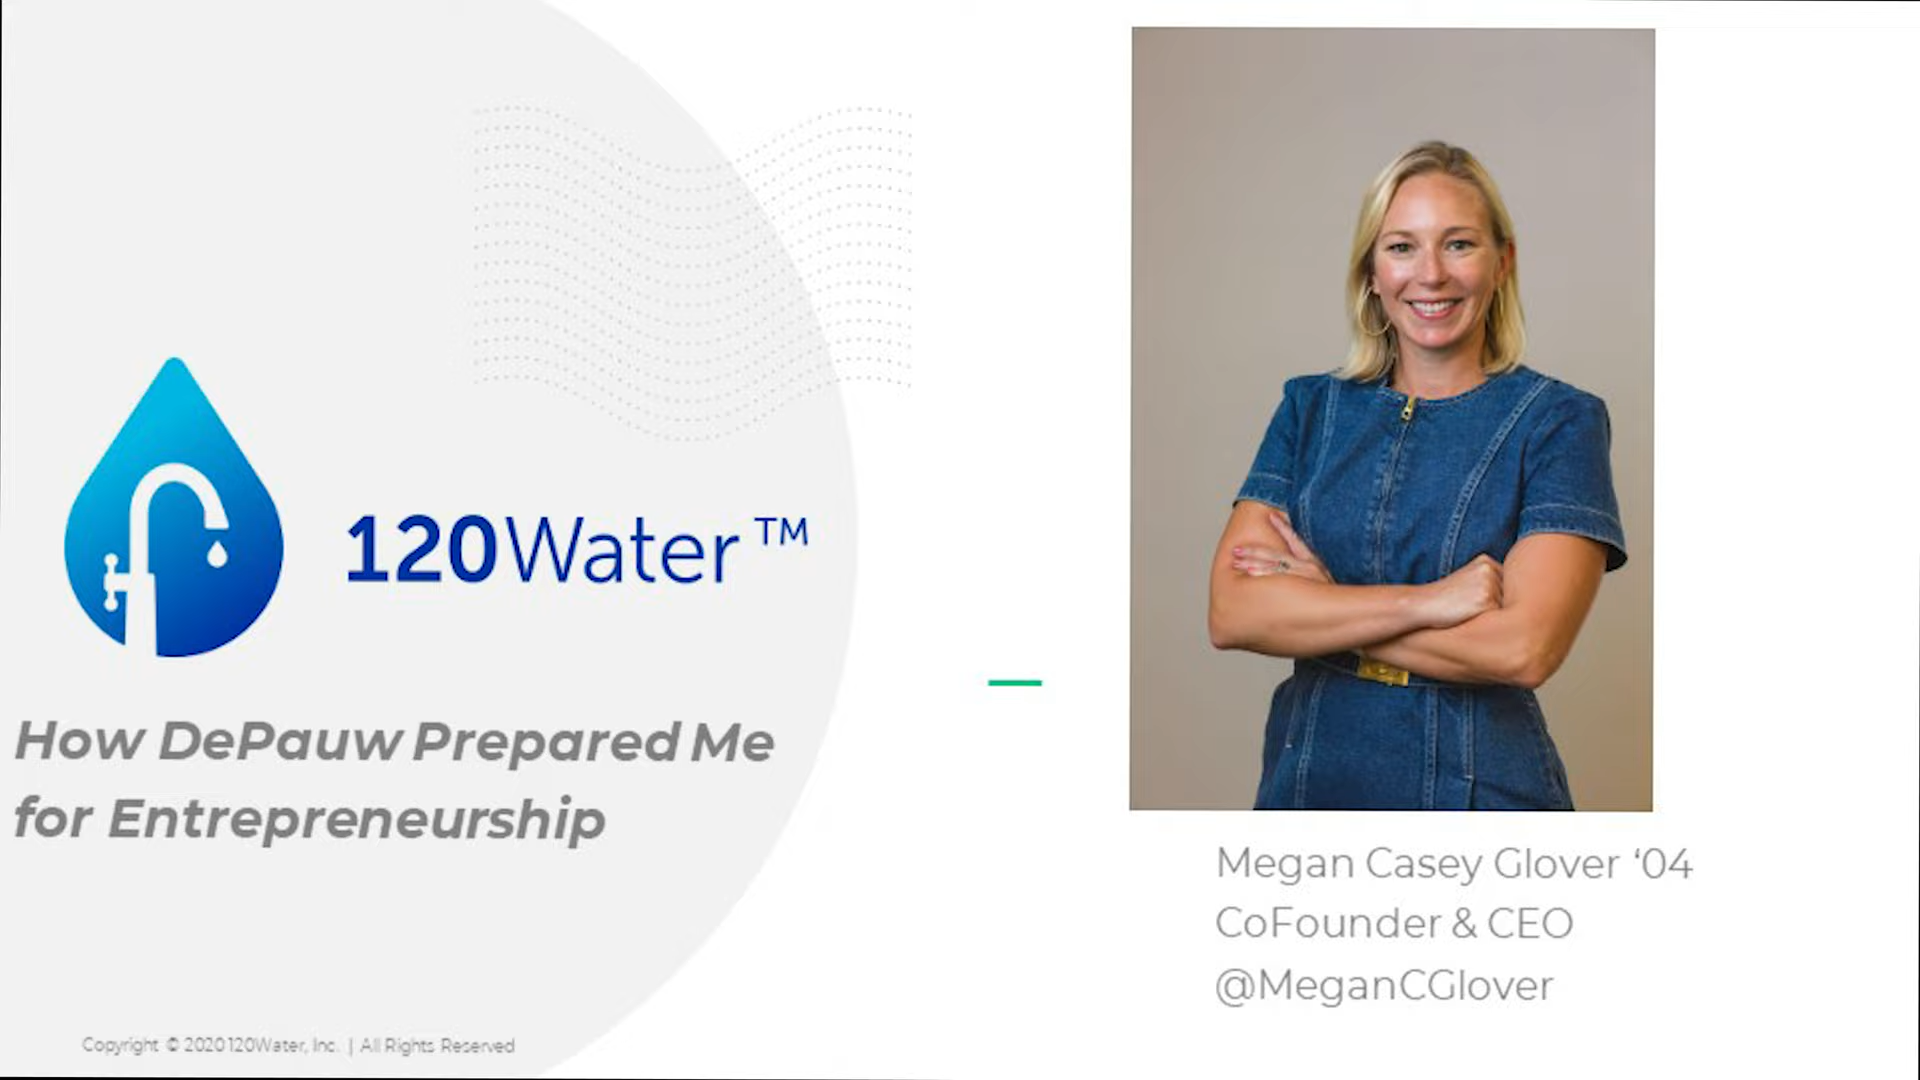 120Water™
How DePauw Prepared Me
for Entrepreneurship
Megan Casey Glover ‘04
CoFounder & CEO
@MeganCGlover
Copyright © 2020 120Water, Inc. | All Rights Reserved